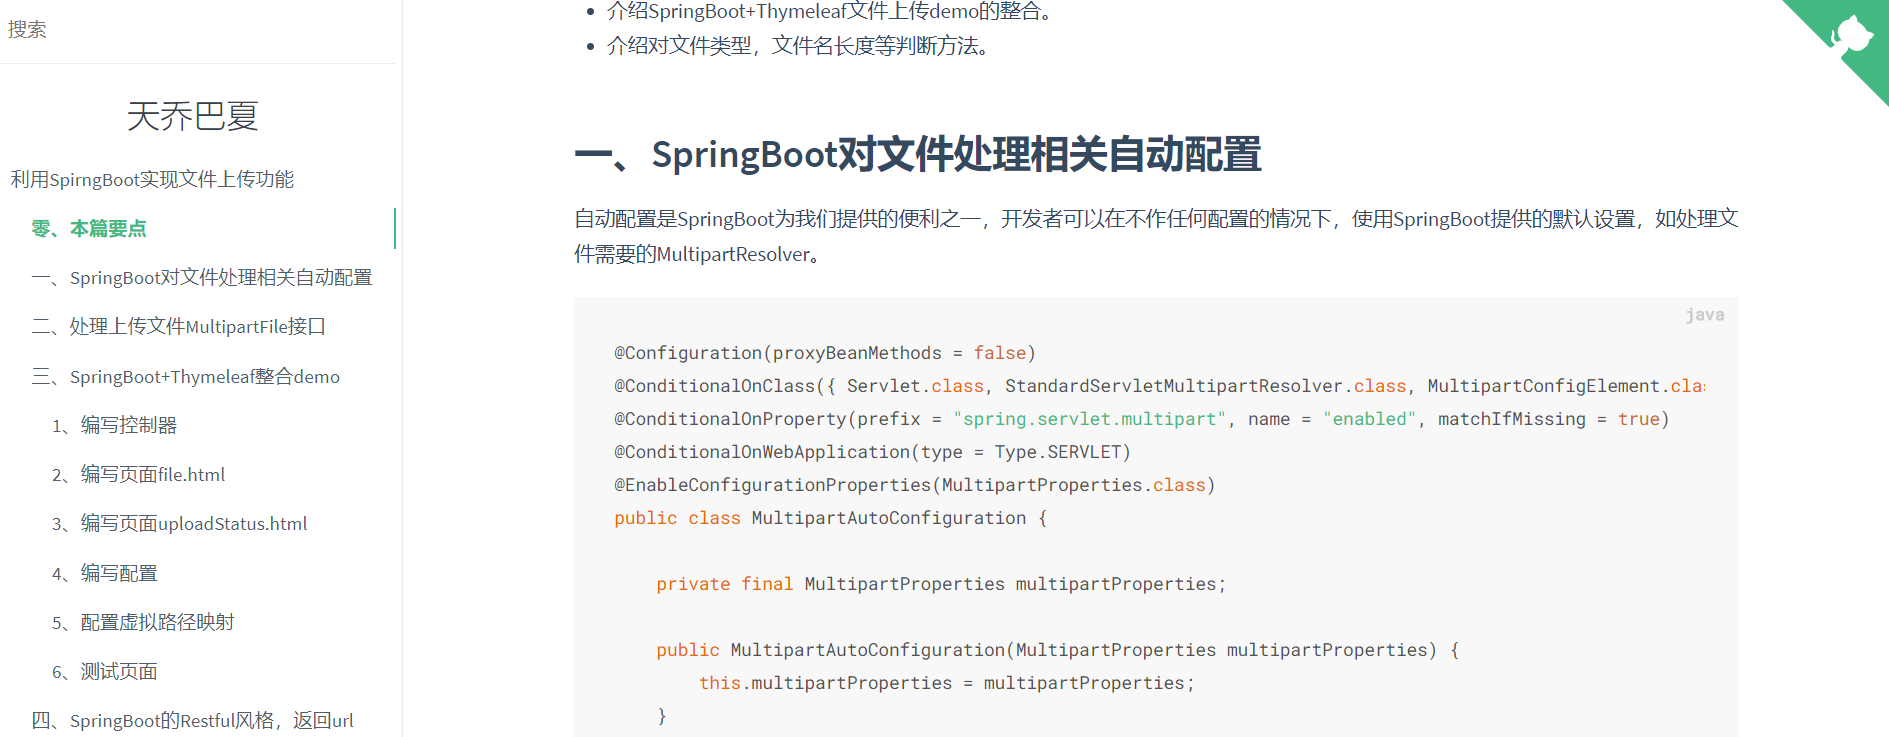 搜索
天乔巴夏
利用SpirngBoot实现文件上传功能
零、本篇要点
一、SpringBoot对文件处理相关自动配置
二、处理上传文件MultipartFile接口
三、SpringBoot+Thymeleaf整合demo
1、编写控制器
2、编写页面file.html
3、编写页面uploadStatus.html
4、编写配置
5、配置虚拟路径映射
6、测试页面
四、SpringBoot的Restful风格，返回url
介绍SpringBoot+Thymeleaf文件上传demo的整合。
介绍对文件类型，文件名长度等判断方法。
一、SpringBoot对文件处理相关自动配置
自动配置是SpringBoot为我们提供的便利之一，开发者可以在不作任何配置的情况下，使用SpringBoot提供的默认设置，如处理文
件需要的MultipartResolver。
java
@Configuration(proxyBeanMethods = false)
@ConditionalOnClass({ Servlet.class, StandardServletMultipartResolver.class, MultipartConfigElement.clas
@ConditionalOnProperty(prefix = "spring.servlet.multipart", name = "enabled", matchIfMissing = true)
@ConditionalOnWebApplication(type = Type.SERVLET)
@EnableConfigurationProperties(MultipartProperties.class)
public class MultipartAutoConfiguration {
private final MultipartProperties multipartProperties;
public MultipartAutoConfiguration(MultipartProperties multipartProperties) {
this.multipartProperties = multipartProperties;
}